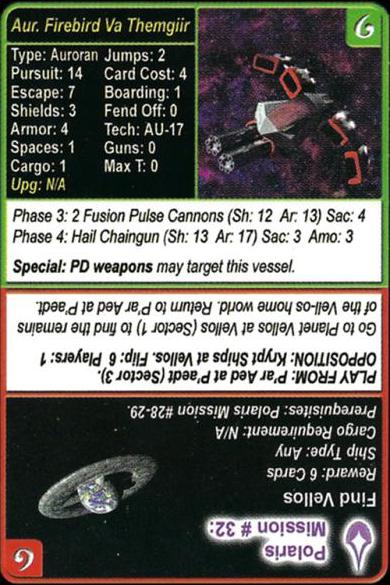 Aur. Firebird Va Themgiir
6
Type: Auroran Jumps: 2
Pursuit: 14 Card Cost: 4
Escape: 7 Boarding: 1
Shields: 3 Fend Off: 0
Armor: 4 Tech: AU-17
Spaces: 1 Guns: 0
Cargo: 1 Max T: 0
Upg: N/A
Phase 3: 2 Fusion Pulse Cannons (Sh: 12 Ar: 13) Sac: 4
Phase 4: Hail Chaingun (Sh: 13 Ar: 17) Sac: 3 Amo: 3
Special: PD weapons may target this vessel.
6
Polaris
Mission # 32:
Find Vellos
Reward: 6 Cards
Ship Type: Any
Cargo Requirement: N/A
Prerequisites: Polaris Mission #28-29.
PLAY FROM: P'ar Aed at P'aedt (Sector 3).
OPPOSITION: Krypt Ships at Vellos. Flip: 6. Players: 1
Go to Planet Vellos at Vellos (Sector 1) to find the remains
of the Vell-os home world. Return to P'ar Aed at P'aedt.